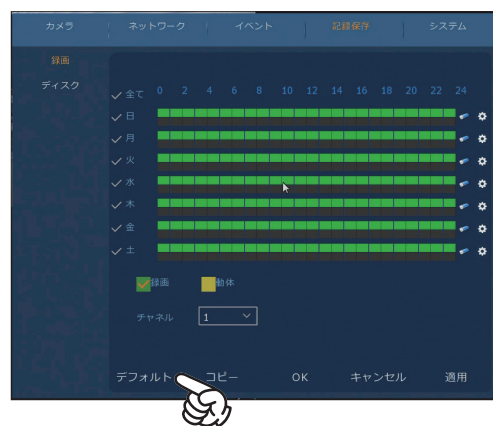 カメラ ネットワーク イベント 記録保存 システム
録画
ディスク
全て 0 2 4 6 8 10 12 14 16 18 20 22 24
日
月
火
水
木
金
土
録画 動体
チャネル 1
デフォルト コピー OK キャンセル 適用